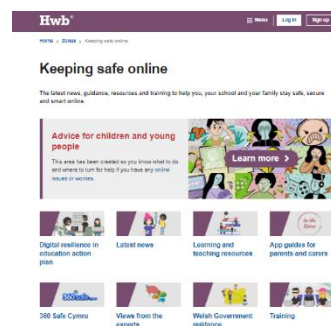 Hwb
Menu
Log in
Sign up
Home > Zones > Keeping safe online
Keeping safe online
The latest news, guidance, resources and training to help you, your school and your family stay safe, secure
and smart online.
Advice for children and young
people
This area has been created so you know what to do
and where to turn for help if you have any online
issues or worries.
Learn more >
Digital resilience in
education action
plan
Latest news
Learning and
teaching resources
In the
Know
App guides for
parents and carers
360safe
360 Safe Cymru
Views from the
experts
Welsh Government
guidance
Training